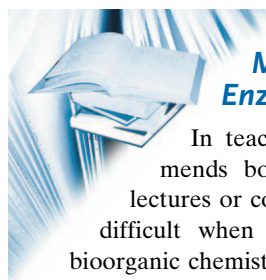 M
Enz
In teac
mends bo
lectures or co
difficult when
bioorganic chemist